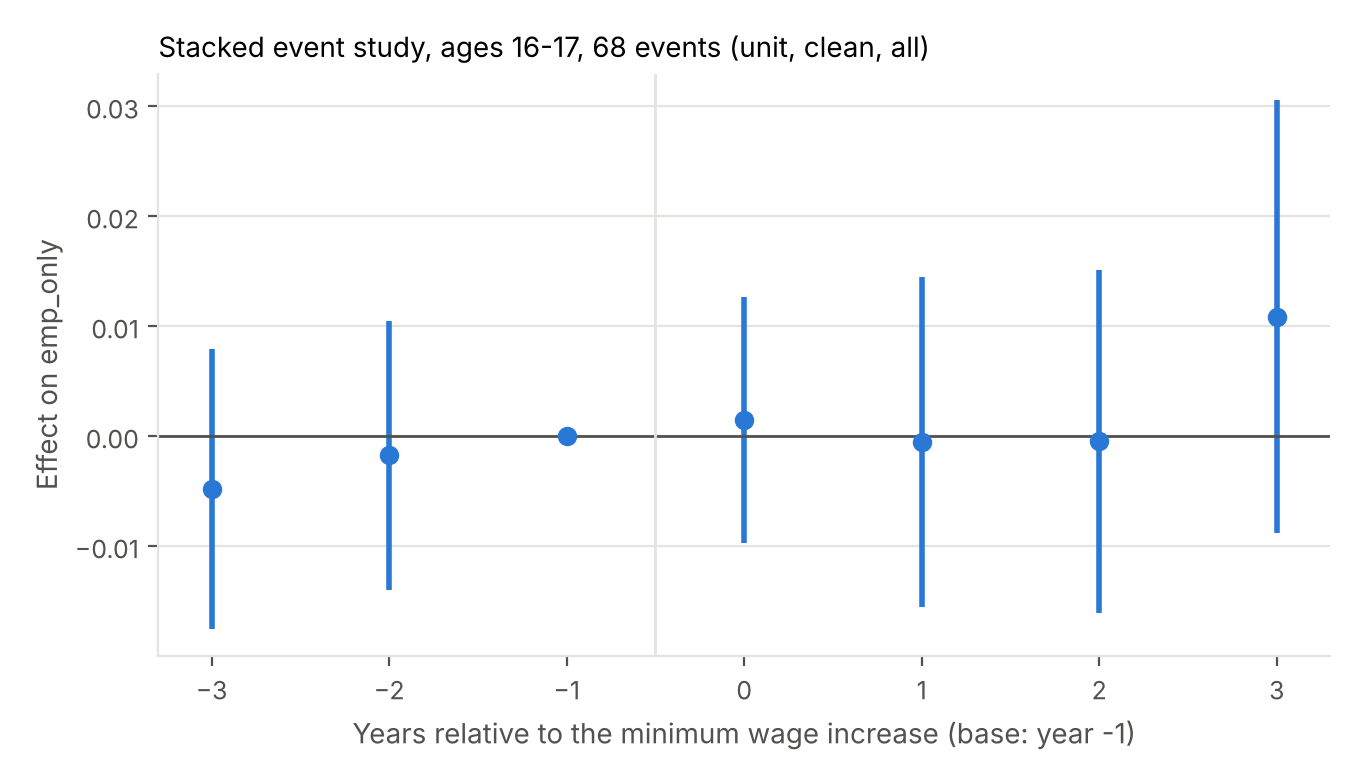 Stacked event study, ages 16-17, 68 events (unit, clean, all)
0.03
0.02
0.01
0.00
−0.01
Effect on emp_only
−3 −2 −1 0 1 2 3
Years relative to the minimum wage increase (base: year -1)